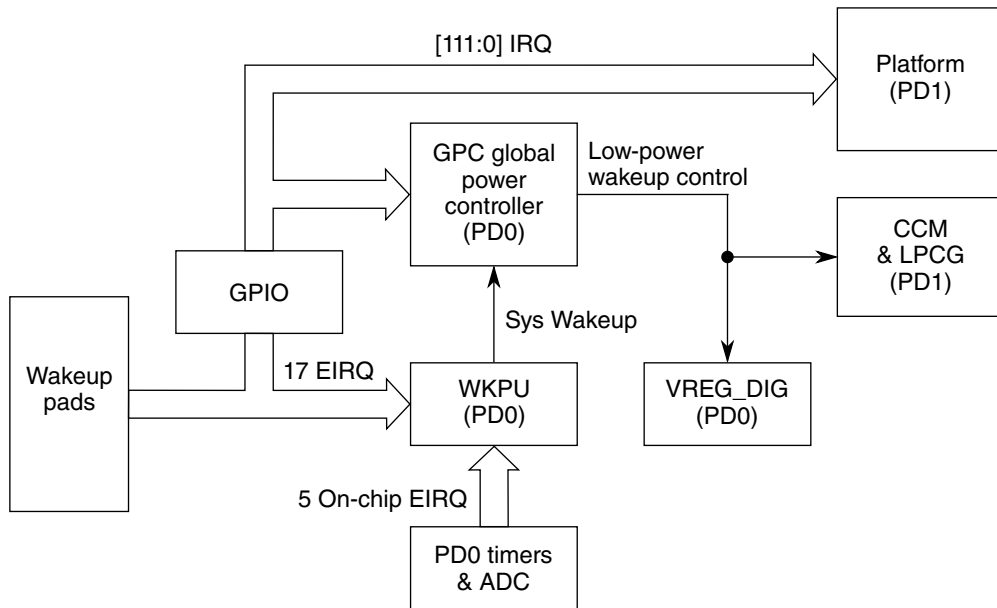 [111:0] IRQ
Platform
(PD1)
GPC global
power
controller
(PD0)
Low-power
wakeup control
CCM
& LPCG
(PD1)
GPIO
Sys Wakeup
Wakeup
pads
17 EIRQ
WKPU
(PD0)
VREG_DIG
(PD0)
5 On-chip EIRQ
PD0 timers
& ADC